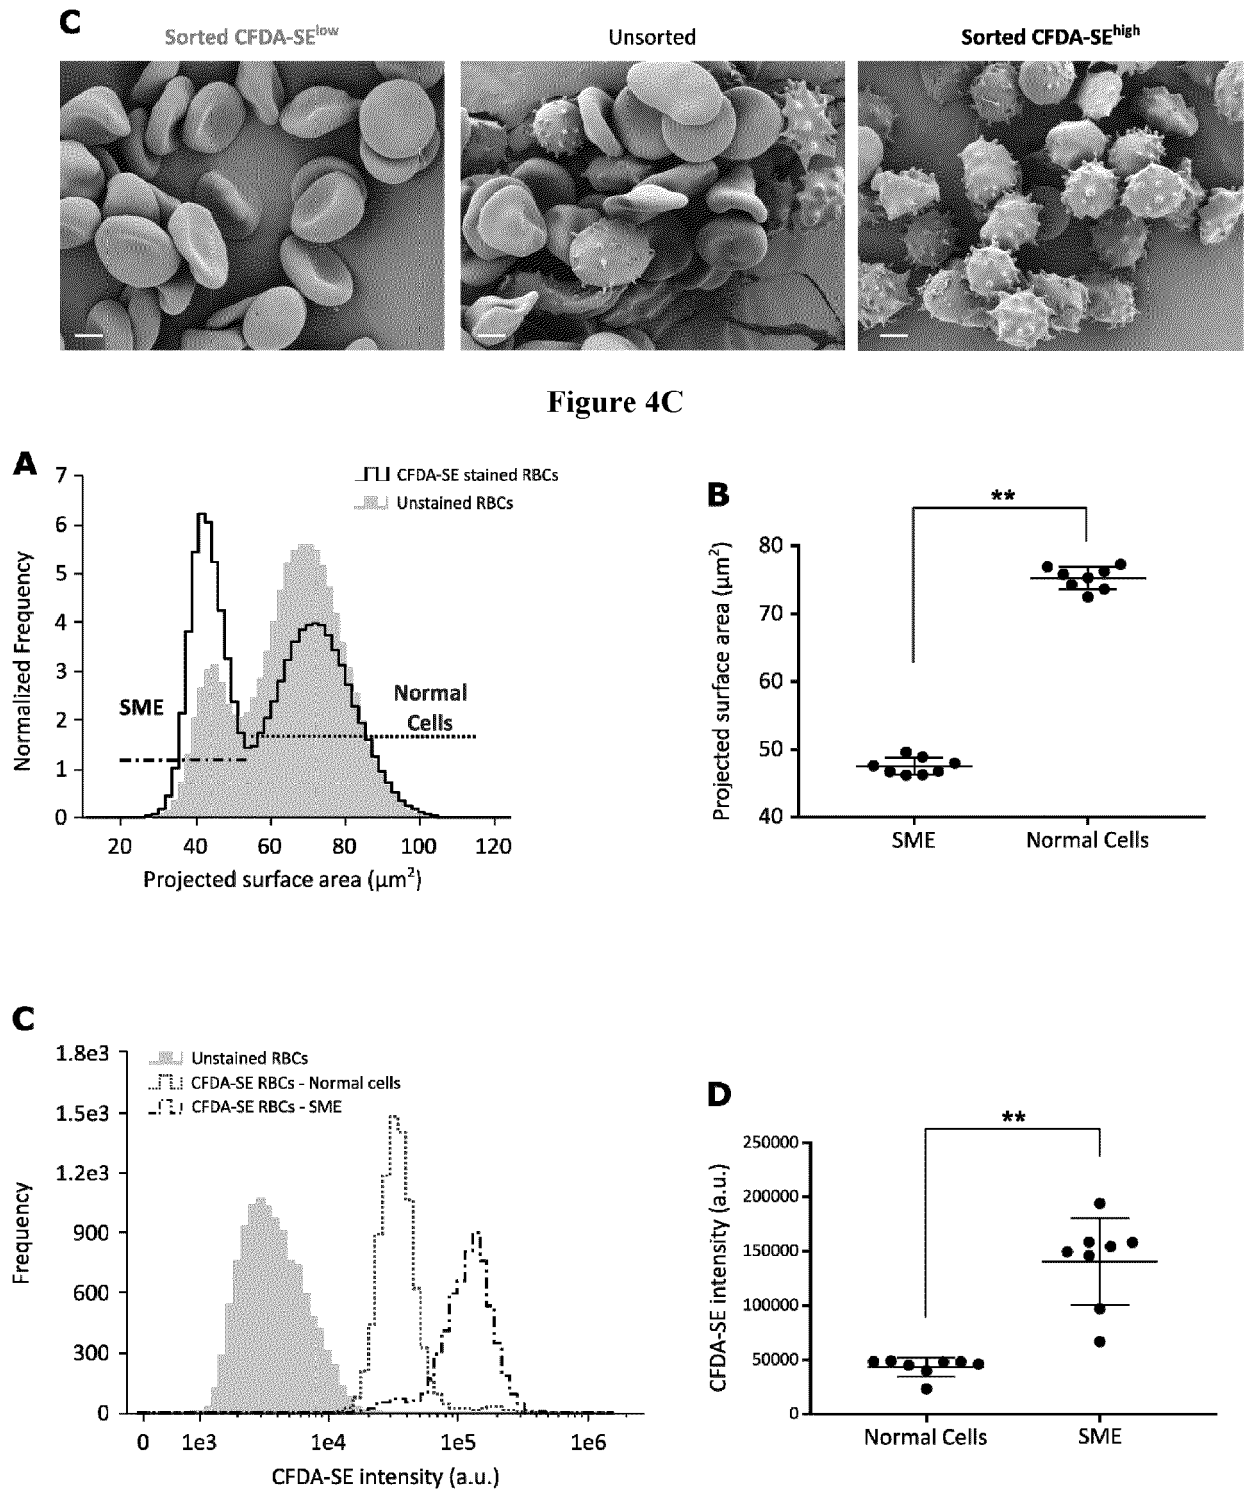 C
Sorted CFDA-SElow
Unsorted
Sorted CFDA-SEhigh
Figure 4C
A
7
6
5
4
3
2
1
0
Normalized Frequency
CFDA-SE stained RBCs
Unstained RBCs
SME
Normal
Cells
20
40
60
80
100
120
Projected surface area (µm²)
B
**
80
70
60
50
40
Projected surface area (µm²)
SME
Normal Cells
C
1.8e3
1.5e3
1.2e3
900
600
300
0
Frequency
Unstained RBCs
CFDA-SE RBCs - Normal cells
CFDA-SE RBCs - SME
0
1e3
1e4
1e5
1e6
CFDA-SE intensity (a.u.)
D
**
250000
200000
150000
100000
50000
0
CFDA-SE intensity (a.u.)
Normal Cells
SME